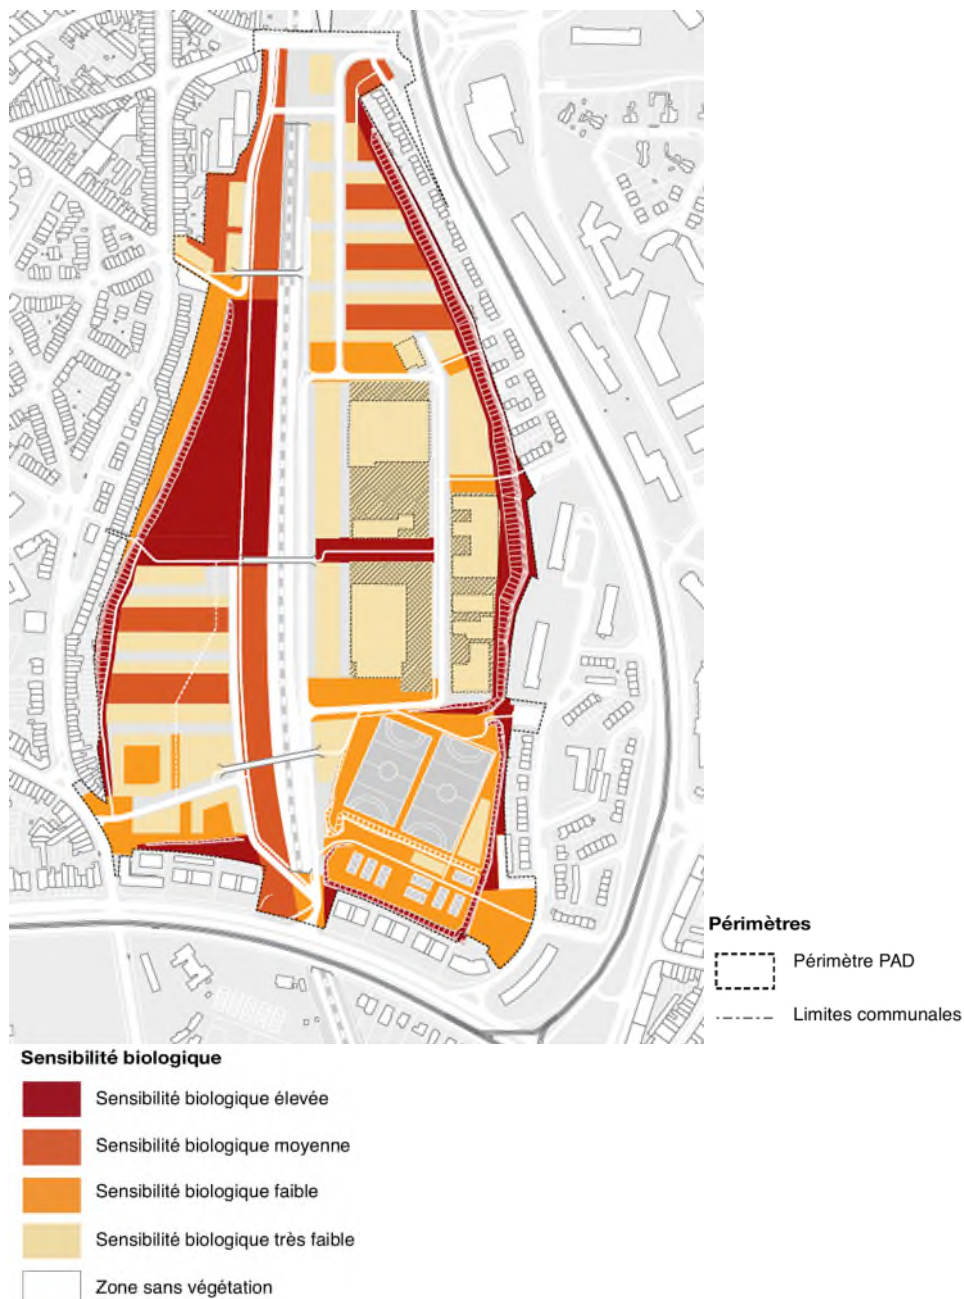 Périmètres
Périmètre PAD
Limites communales
Sensibilité biologique
Sensibilité biologique élevée
Sensibilité biologique moyenne
Sensibilité biologique faible
Sensibilité biologique très faible
Zone sans végétation